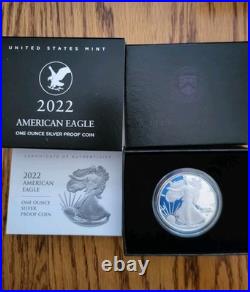 UNITED STATES MINT
2022
AMERICAN EAGLE
ONE OUNCE SILVER PROOF COIN
CERTIFICATE OF AUTHENTICITY
2022
AMERICAN
EAGLE
ONE OUNCE
SILVER
PROOF COIN